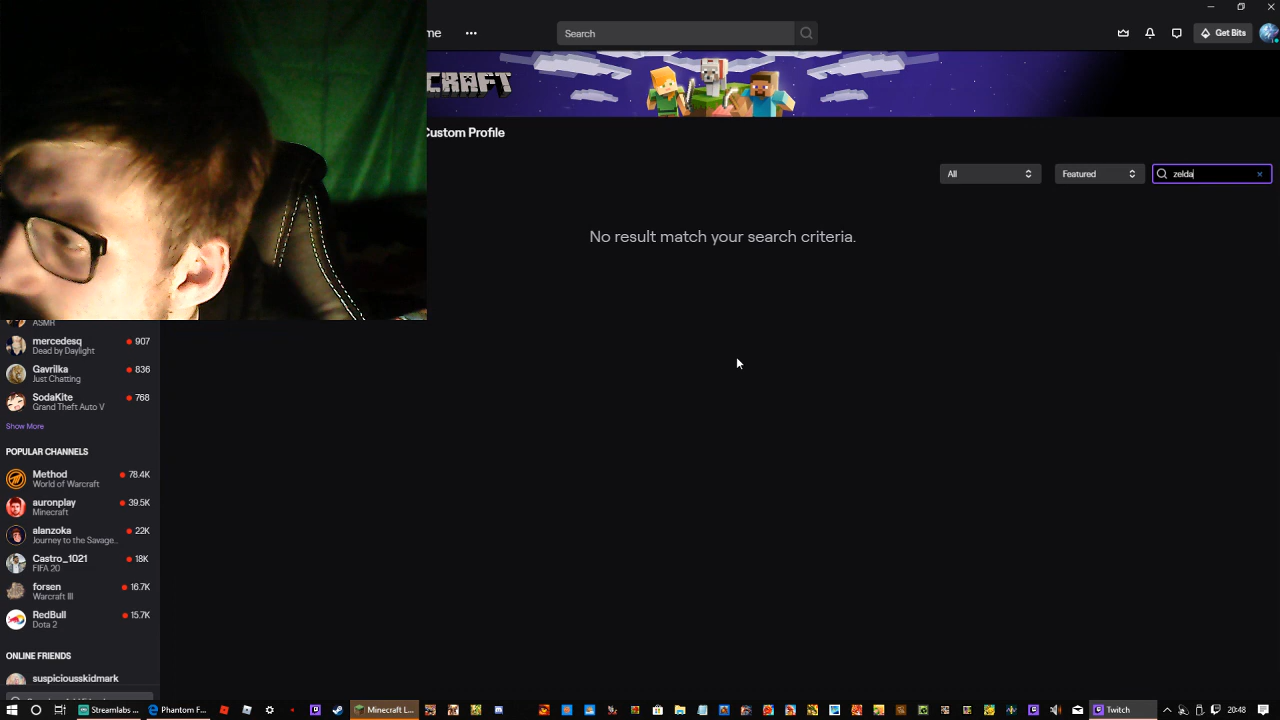 me
Search
Get Bits
CRAFT
Custom Profile
All
Featured
zelda
No result match your search criteria.
ASMR
mercedesq
907
Dead by Daylight
Gavrilka
836
Just Chatting
SodaKite
768
Grand Theft Auto V
Show More
POPULAR CHANNELS
Method
78.4K
World of Warcraft
auronplay
39.5K
Minecraft
alanzoka
22K
Journey to the Savage...
Castro_1021
18K
FIFA 20
forsen
16.7K
Warcraft III
RedBull
15.7K
Dota 2
ONLINE FRIENDS
suspiciousskidmark
Streamlabs ...
Phantom F...
Minecraft L...
Twitch
20:48